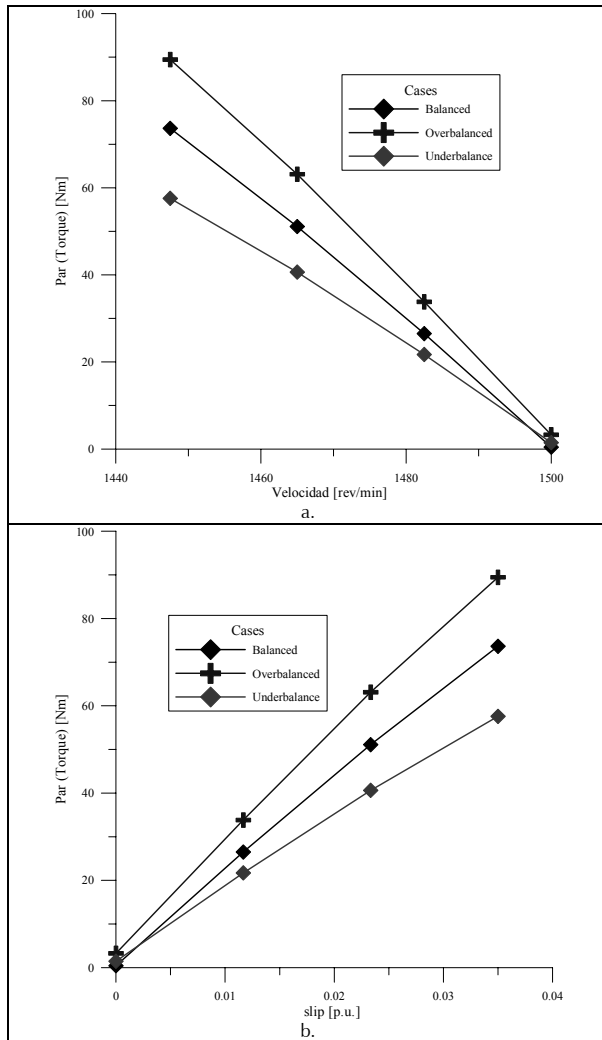 100
80
60
40
20
0
Par (Torque) [Nm]
Cases
Balanced
Overbalanced
Underbalance
1440
1460
1480
1500
Velocidad [rev/min]
a.
100
80
60
40
20
0
Par (Torque) [Nm]
Cases
Balanced
Overbalanced
Underbalance
0
0.01
0.02
0.03
0.04
slip [p.u.]
b.